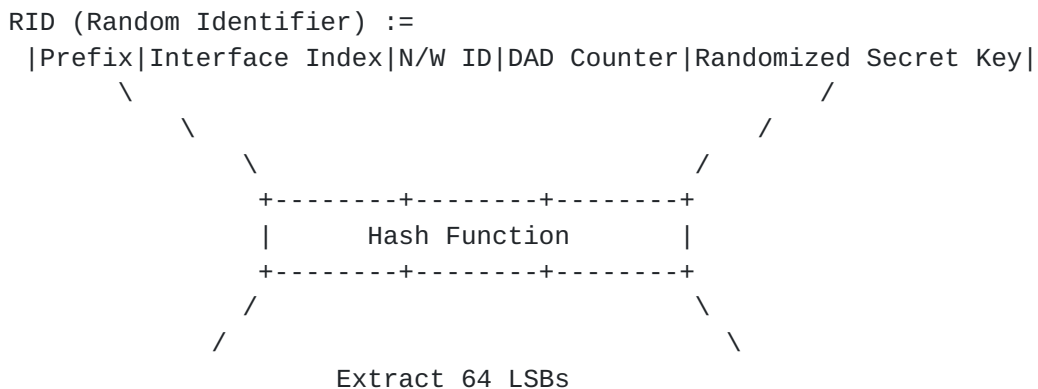 RID (Random Identifier) :=
|Prefix|Interface Index|N/W ID|DAD Counter|Randomized Secret Key|
\ /
\ /
\ /
+--------+--------+--------+
| Hash Function |
+--------+--------+--------+
/ \
/ \
Extract 64 LSBs